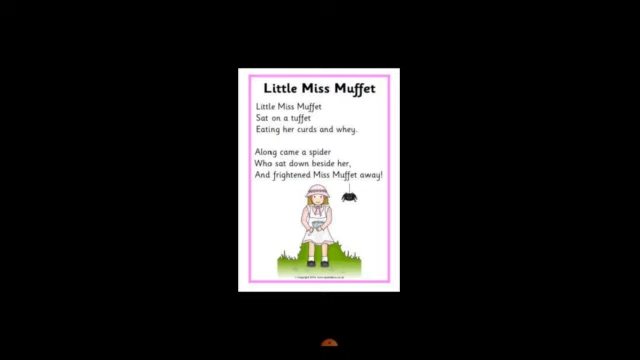 Little Miss Muffet
Little Miss Muffet
Sat on a tuffet
Eating her curds and whey.
Along came a spider
Who sat down beside her,
And frightened Miss Muffet away!